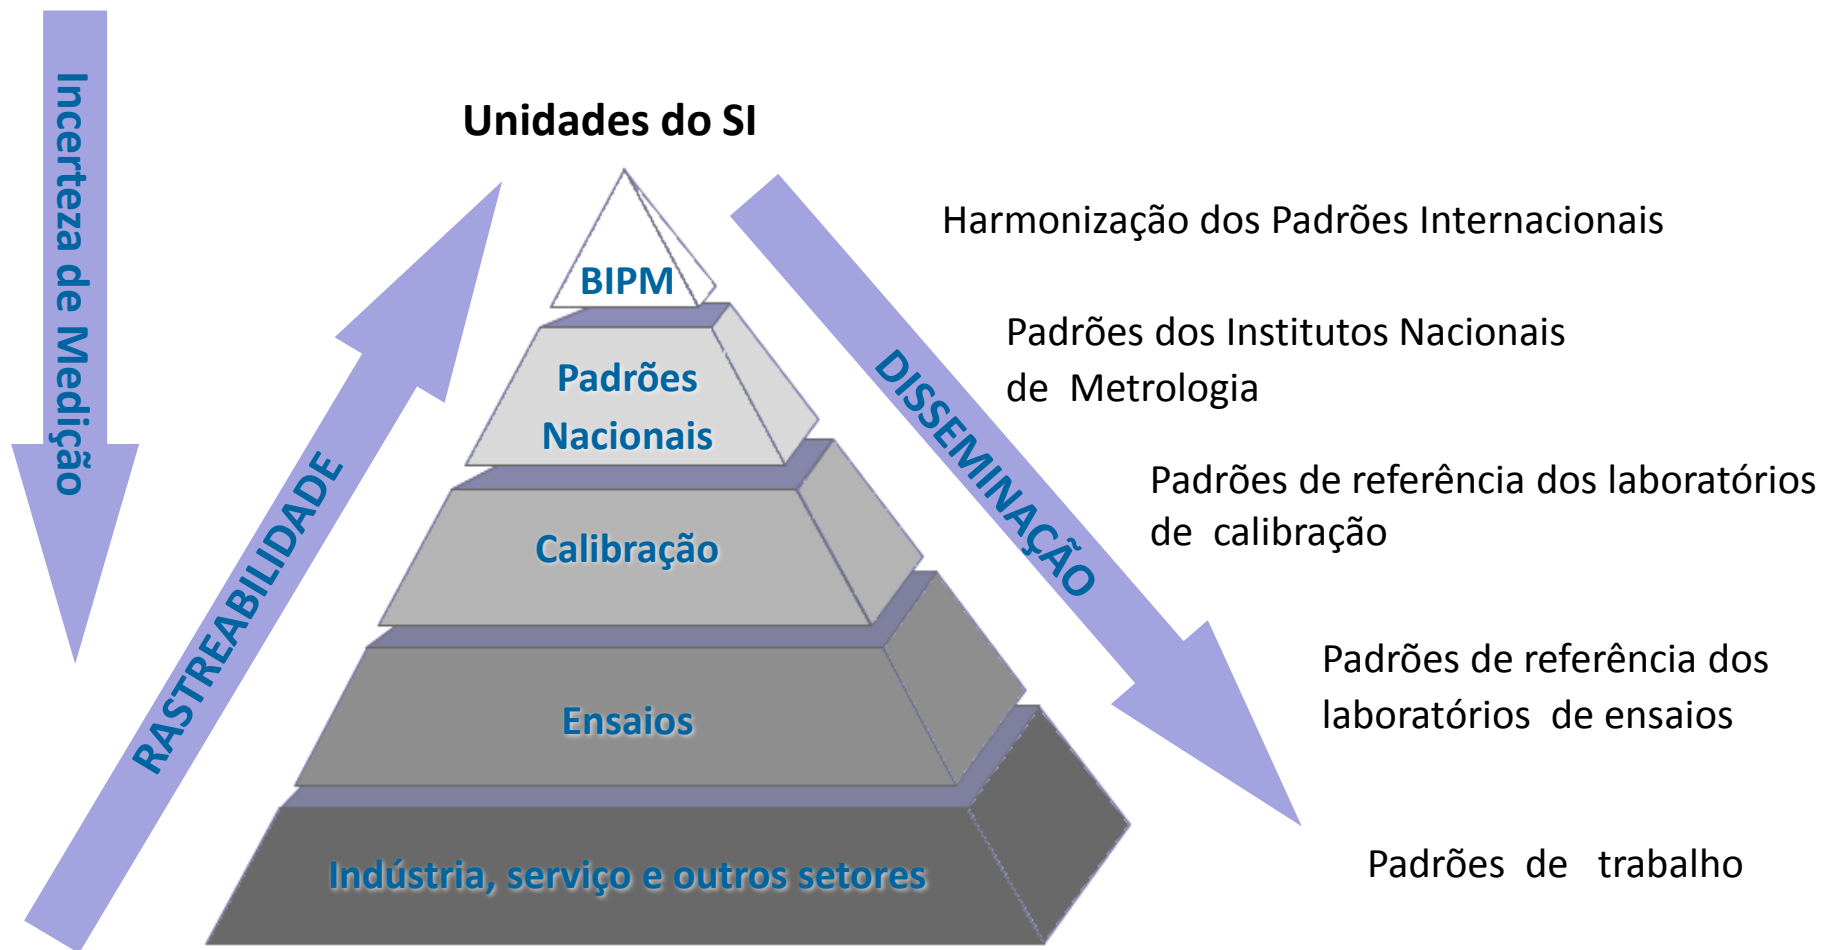 Incerteza de Medição
Unidades do SI
RASTREABILIDADE
BIPM
Padrões
Nacionais
Calibração
Ensaios
Indústria, serviço e outros setores
DISSEMINAÇÃO
Harmonização dos Padrões Internacionais
Padrões dos Institutos Nacionais
de Metrologia
Padrões de referência dos laboratórios
de calibração
Padrões de referência dos
laboratórios de ensaios
Padrões de trabalho